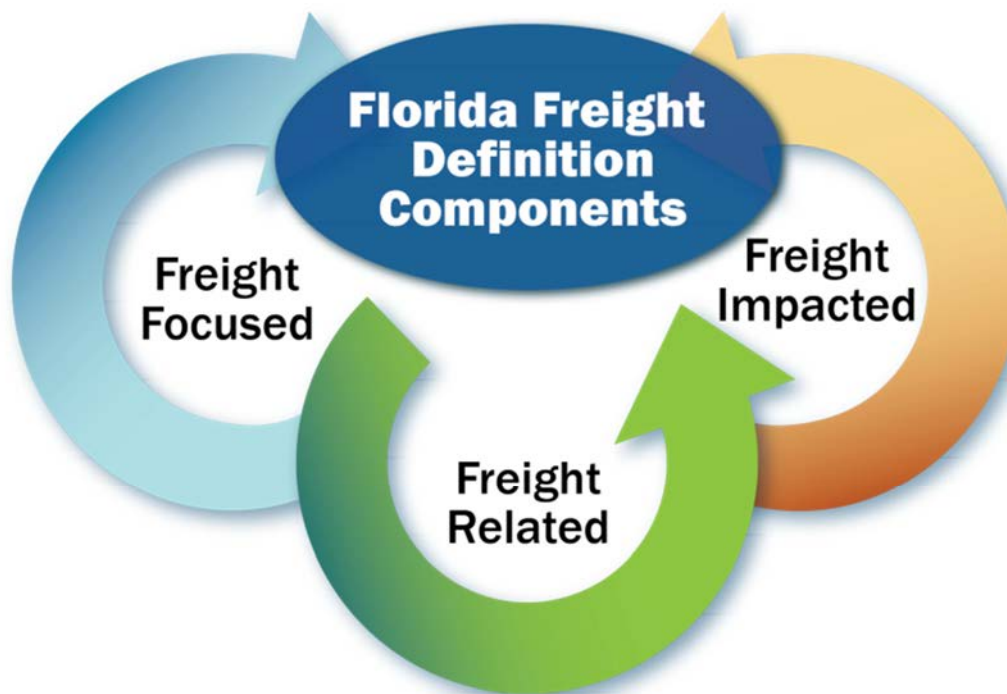 Florida Freight
Definition
Components
Freight
Focused
Freight
Impacted
Freight
Related